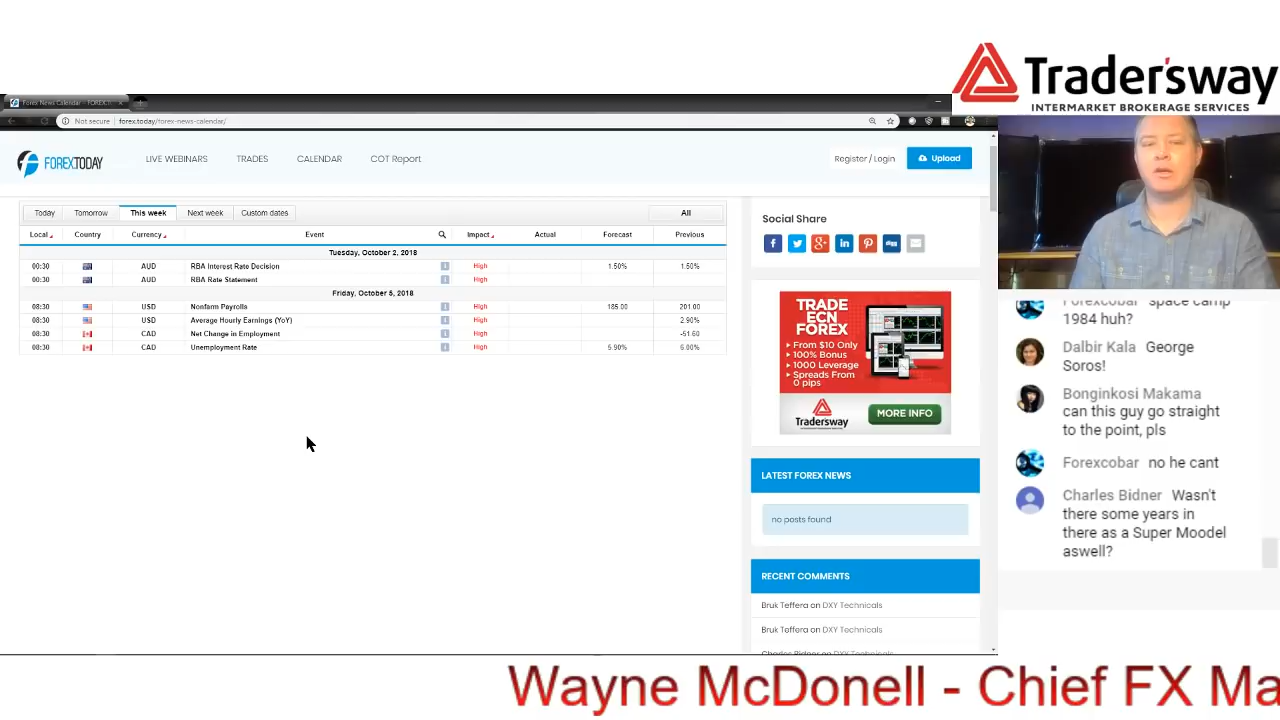 Trader'sway
INTERMARKET BROKERAGE SERVICES
Forex News Calendar - FOREX
Not secure forex.today/forex-news-calendar/
FOREXTODAY LIVE WEBINARS TRADES CALENDAR COT Report Register / Login Upload
Today Tomorrow This week Next week Custom dates All
Local Country Currency Event Impact Actual Forecast Previous
Tuesday, October 2, 2018
00:30 AUD RBA Interest Rate Decision High 1.50% 1.50%
00:30 AUD RBA Rate Statement High
Friday, October 5, 2018
08:30 USD Nonfarm Payrolls High 185.00 201.00
08:30 USD Average Hourly Earnings (YoY) High 2.90%
08:30 CAD Net Change in Employment High -51.60
08:30 CAD Unemployment Rate High 5.90% 6.00%
Social Share
TRADE
ECN
FOREX
From $10 Only
100% Bonus
1000 Leverage
Spreads From
0 pips
Tradersway
MORE INFO
LATEST FOREX NEWS
no posts found
RECENT COMMENTS
Bruk Teffera on DXY Technicals
Bruk Teffera on DXY Technicals
Charles Bidner on DXY Technicals
Forexcobar space camp
1984 huh?
Dalbir Kala George
Soros!
Bonginkosi Makama
can this guy go straight
to the point, pls
Forexcobar no he cant
Charles Bidner Wasn't
there some years in
there as a Super Moodel
aswell?
Wayne McDonell - Chief FX Ma